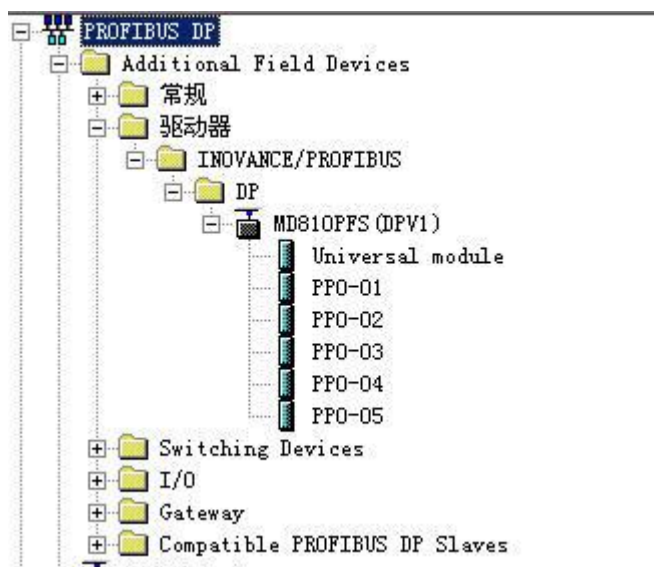 PROFIBUS DP
Additional Field Devices
常规
驱动器
INOVANCE/PROFIBUS
DP
MD810PFS(DPV1)
Universal module
PPO-01
PPO-02
PPO-03
PPO-04
PPO-05
Switching Devices
I/O
Gateway
Compatible PROFIBUS DP Slaves